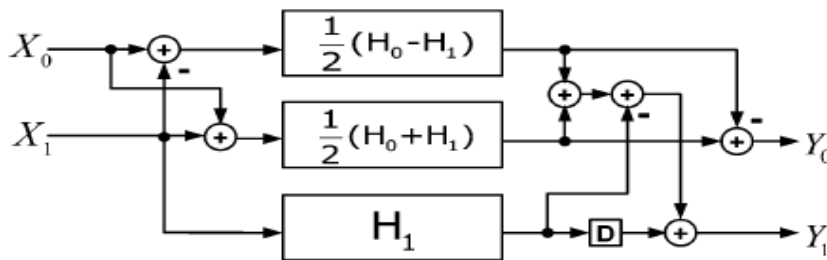 X₀
½(H₀-H₁)
-
+
+
+
-
-
X₁
+
½(H₀+H₁)
+
Y₀
H₁
D
+
Y₁